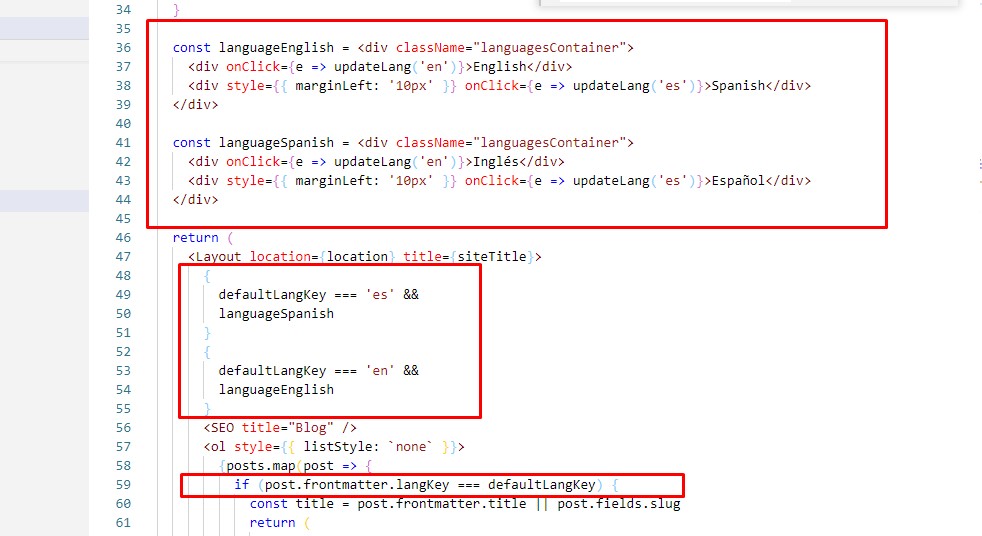 34 }
35
36 const languageEnglish = <div className="languagesContainer">
37 <div onClick={e => updateLang('en')}>English</div>
38 <div style={{ marginLeft: '10px' }} onClick={e => updateLang('es')}>Spanish</div>
39 </div>
40
41 const languageSpanish = <div className="languagesContainer">
42 <div onClick={e => updateLang('en')}>Inglés</div>
43 <div style={{ marginLeft: '10px' }} onClick={e => updateLang('es')}>Español</div>
44 </div>
45
46 return (
47 <Layout location={location} title={siteTitle}>
48 {
49 defaultLangKey === 'es' &&
50 languageSpanish
51 }
52 {
53 defaultLangKey === 'en' &&
54 languageEnglish
55 }
56 <SEO title="Blog" />
57 <ol style={{ listStyle: `none` }}>
58 {posts.map(post => {
59 if (post.frontmatter.langKey === defaultLangKey) {
60 const title = post.frontmatter.title || post.fields.slug
61 return (